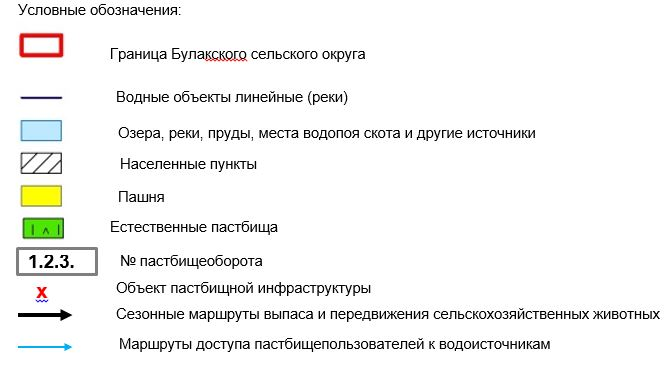 Условные обозначения:
Граница Булакского сельского округа
Водные объекты линейные (реки)
Озера, реки, пруды, места водопоя скота и другие источники
Населенные пункты
Пашня
Естественные пастбища
1.2.3. № пастбищеоборота
х Объект пастбищной инфраструктуры
Сезонные маршруты выпаса и передвижения сельскохозяйственных животных
Маршруты доступа пастбищепользователей к водоисточникам